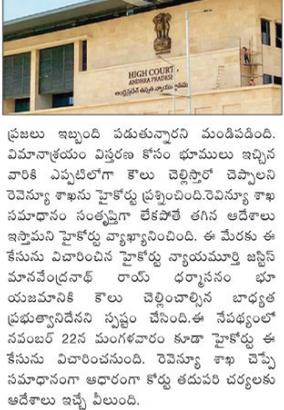 HIGH COURT
ANDHRA PRADESH
ఆంధ్రప్రదేశ్ ఉన్నత న్యాయ స్థానము
ప్రజలు ఇబ్బంది పడుతున్నారని మండిపడింది.
విమానాశ్రయం విస్తరణ కోసం భూములు ఇచ్చిన
వారికి ఎప్పటిలోగా కౌలు చెల్లిస్తారో చెప్పాలని
రెవెన్యూ శాఖను హైకోర్టు ప్రశ్నించింది.రెవిన్యూ శాఖ
సమాధానం సంతృప్తిగా లేకపోతే తగిన ఆదేశాలు
ఇస్తామని హైకోర్టు వ్యాఖ్యానించింది. ఈ మేరకు ఈ
కేసును విచారించిన హైకోర్టు న్యాయమూర్తి జస్టిస్
మానవేంద్రనాథ్ రాయ్ ధర్మాసనం భూ
యజమానికి కౌలు చెల్లించాల్సిన బాధ్యత
ప్రభుత్వానిదేనని స్పష్టం చేసింది.ఈ నేపథ్యంలో
నవంబర్ 22న మంగళవారం కూడా హైకోర్టు ఈ
కేసును విచారించనుంది. రెవెన్యూ శాఖ చెప్పే
సమాధానంగా ఆధారంగా కోర్టు తదుపరి చర్యలకు
ఆదేశాలు ఇచ్చే వీలుంది.